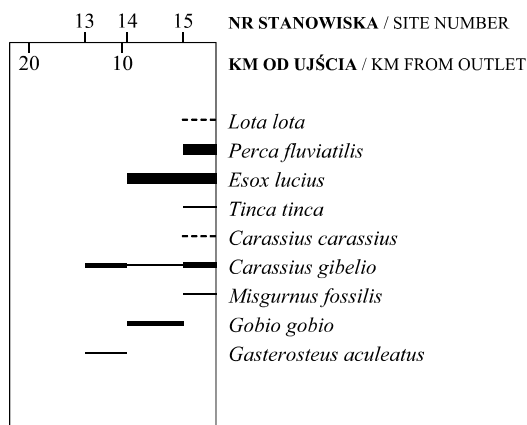 13 14 15 NR STANOWISKA / SITE NUMBER
20 10 KM OD UJŚCIA / KM FROM OUTLET
Lota lota
Perca fluviatilis
Esox lucius
Tinca tinca
Carassius carassius
Carassius gibelio
Misgurnus fossilis
Gobio gobio
Gasterosteus aculeatus